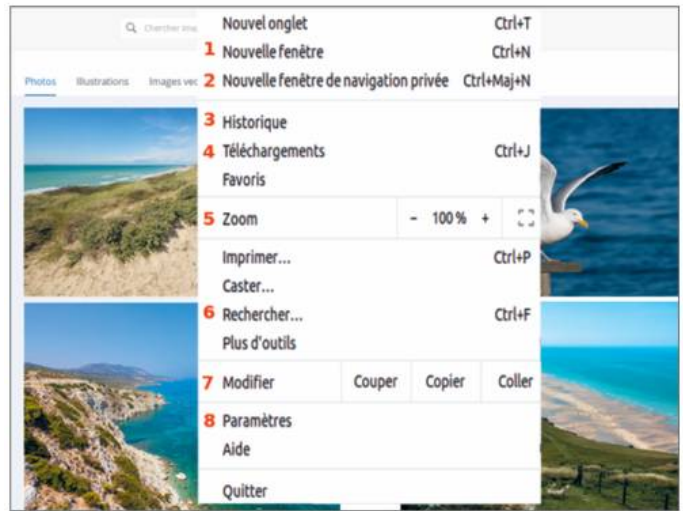 Chercher
Photos Illustrations Images
Nouvel onglet Ctrl+T
1 Nouvelle fenêtre Ctrl+N
2 Nouvelle fenêtre de navigation privée Ctrl+Maj+N
3 Historique
4 Téléchargements Ctrl+J
Favoris
5 Zoom - 100 % +
Imprimer... Ctrl+P
Caster...
6 Rechercher... Ctrl+F
Plus d'outils
7 Modifier Couper Copier Coller
8 Paramètres
Aide
Quitter